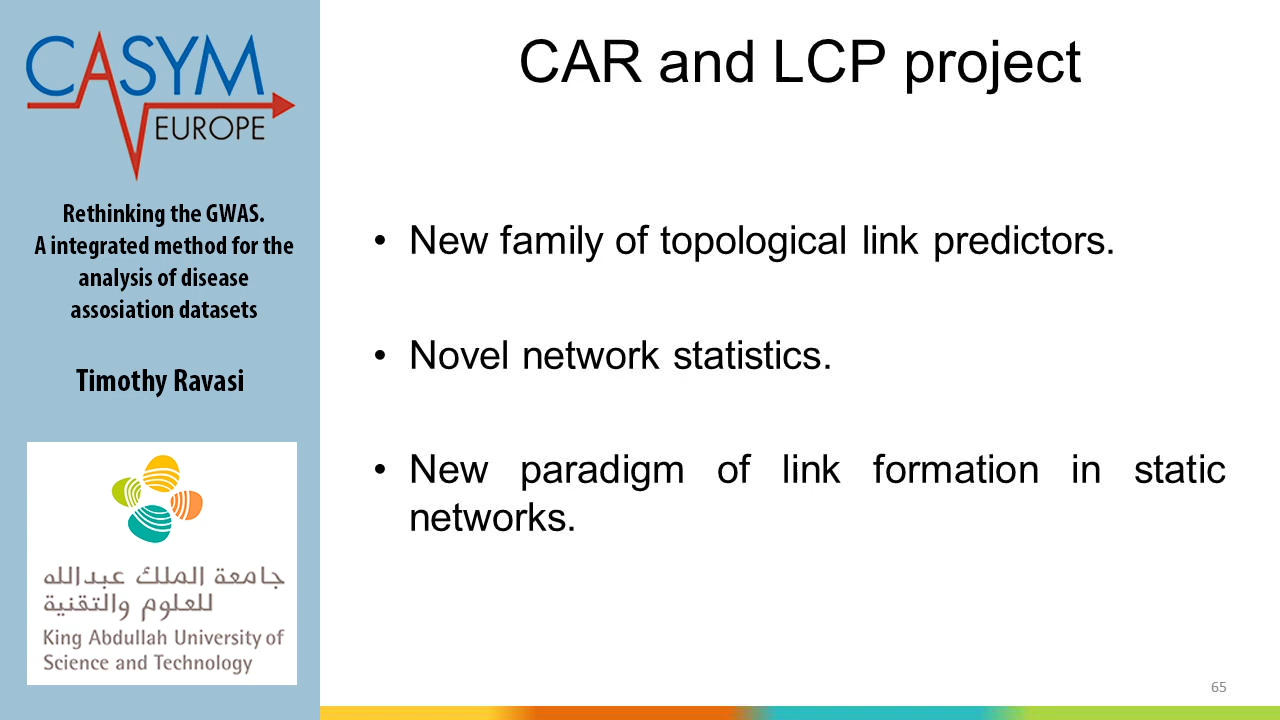 CASYM
EUROPE
Rethinking the GWAS.
A integrated method for the
analysis of disease
assosiation datasets
Timothy Ravasi
جامعة الملك عبدالله
للعلوم والتقنية
King Abdullah University of
Science and Technology
CAR and LCP project
• New family of topological link predictors.
• Novel network statistics.
• New paradigm of link formation in static
networks.
65